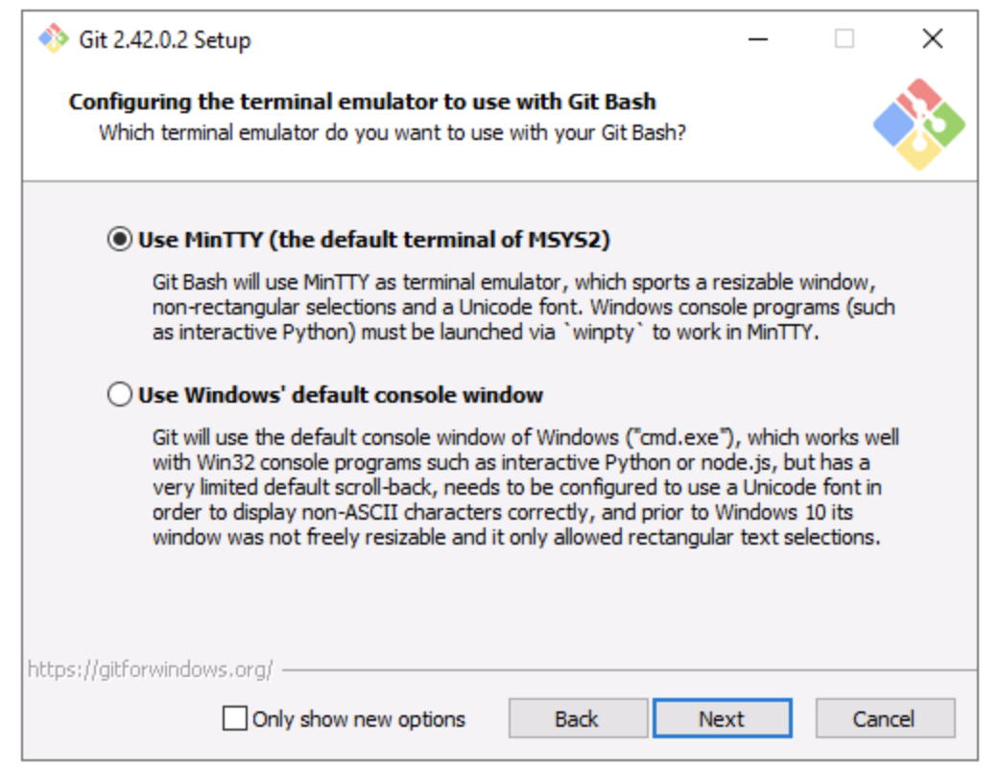 Git 2.42.0.2 Setup
Configuring the terminal emulator to use with Git Bash
Which terminal emulator do you want to use with your Git Bash?
Use MinTTY (the default terminal of MSYS2)
Git Bash will use MinTTY as terminal emulator, which sports a resizable window,
non-rectangular selections and a Unicode font. Windows console programs (such
as interactive Python) must be launched via `winpty` to work in MinTTY.
Use Windows' default console window
Git will use the default console window of Windows ("cmd.exe"), which works well
with Win32 console programs such as interactive Python or node.js, but has a
very limited default scroll-back, needs to be configured to use a Unicode font in
order to display non-ASCII characters correctly, and prior to Windows 10 its
window was not freely resizable and it only allowed rectangular text selections.
https://gitforwindows.org/
Only show new options Back Next Cancel